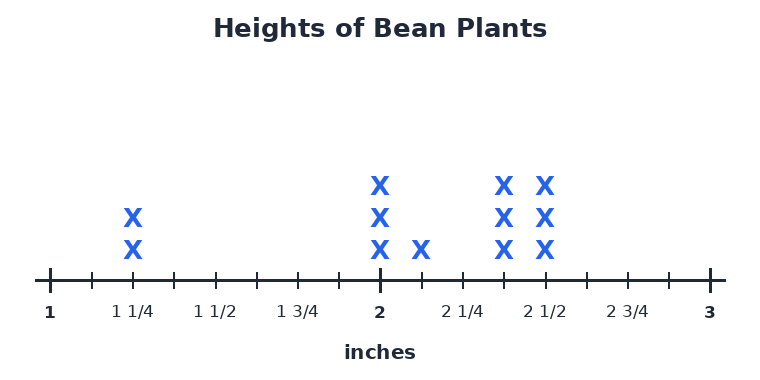 Heights of Bean Plants
X X X
X X X X
X X X X X
1 1 1/4 1 1/2 1 3/4 2 2 1/4 2 1/2 2 3/4 3
inches